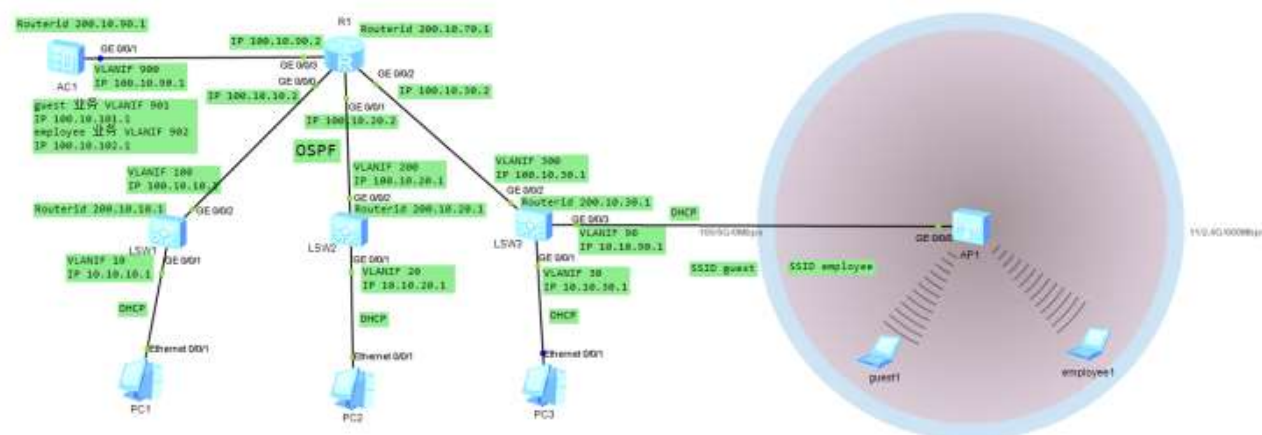 Routerid 200.10.90.1
R1
Routerid 200.10.70.1
IP 100.10.90.2
GE 0/0/1
GE 0/0/3
GE 0/0/2
VLANIF 900
IP 100.10.90.1
AC1
GE 0/0/0
IP 100.10.10.2
IP 100.10.30.2
GE 0/0/1
IP 100.10.20.2
guest 业务 VLANIF 901
IP 100.10.101.1
employee 业务 VLANIF 902
IP 100.10.102.1
OSPF
VLANIF 100
IP 100.10.10.1
VLANIF 200
IP 100.10.20.1
VLANIF 300
IP 100.10.30.1
GE 0/0/2
GE 0/0/2
GE 0/0/2
Routerid 200.10.10.1
Routerid 200.10.20.1
Routerid 200.10.30.1
LSW1
LSW2
LSW3
GE 0/0/3
DHCP
VLANIF 90
IP 10.10.90.1
GE 0/0/0
AP1
11/2.4G/600Mbps
GE 0/0/1
VLANIF 10
IP 10.10.10.1
GE 0/0/1
VLANIF 20
IP 10.10.20.1
GE 0/0/1
VLANIF 30
IP 10.10.30.1
SSID guest
SSID employee
DHCP
DHCP
DHCP
Ethernet 0/0/1
Ethernet 0/0/1
Ethernet 0/0/1
PC1
PC2
PC3
guest1
employee1